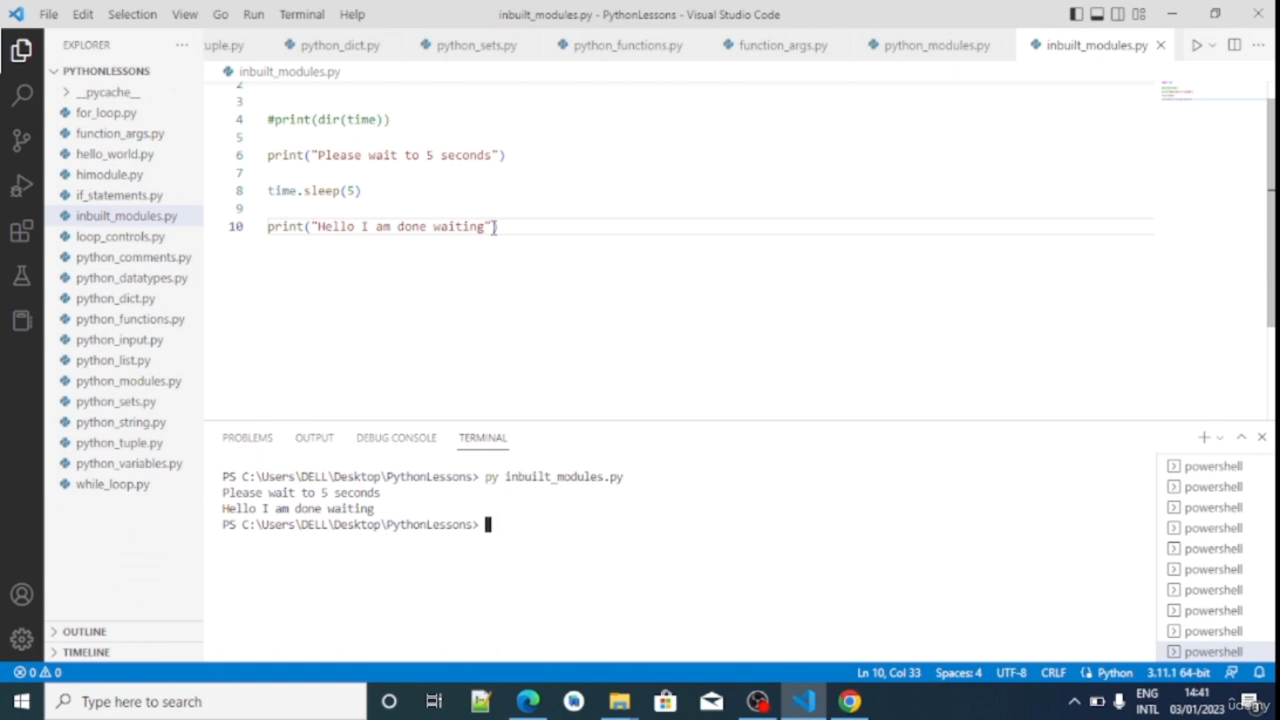 File Edit Selection View Go Run Terminal Help
inbuilt_modules.py - PythonLessons - Visual Studio Code
EXPLORER
uple.py python_dict.py python_sets.py python_functions.py function_args.py python_modules.py inbuilt_modules.py
PYTHONLESSONS
inbuilt_modules.py
__pycache__
for_loop.py
function_args.py
hello_world.py
himodule.py
if_statements.py
inbuilt_modules.py
loop_controls.py
python_comments.py
python_datatypes.py
python_dict.py
python_functions.py
python_input.py
python_list.py
python_modules.py
python_sets.py
python_string.py
python_tuple.py
python_variables.py
while_loop.py
OUTLINE
TIMELINE
2
3
4 #print(dir(time))
5
6 print("Please wait to 5 seconds")
7
8 time.sleep(5)
9
10 print("Hello I am done waiting")
PROBLEMS OUTPUT DEBUG CONSOLE TERMINAL
PS C:\Users\DELL\Desktop\PythonLessons> py inbuilt_modules.py
Please wait to 5 seconds
Hello I am done waiting
PS C:\Users\DELL\Desktop\PythonLessons>
powershell
powershell
powershell
powershell
powershell
powershell
powershell
powershell
powershell
powershell
0 0 Ln 10, Col 33 Spaces: 4 UTF-8 CRLF Python 3.11.1 64-bit
Type here to search
ENG
INTL
14:41
03/01/2023
udemy